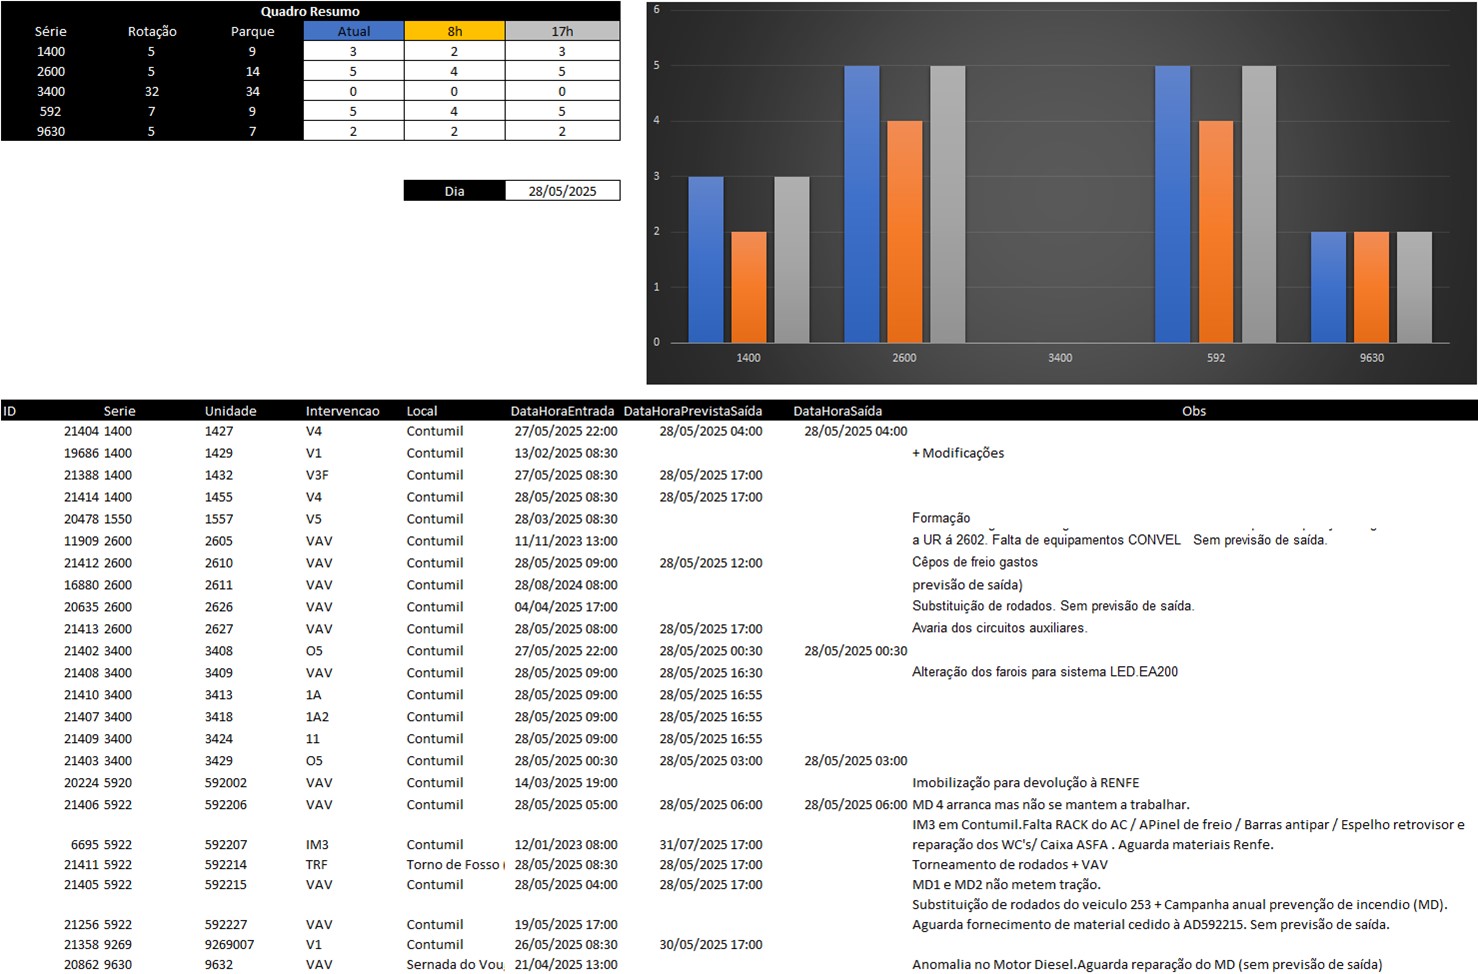 Quadro Resumo
Série Rotação Parque Atual 8h 17h
1400 5 9 3 2 3
2600 5 14 5 4 5
3400 32 34 0 0 0
592 7 9 5 4 5
9630 5 7 2 2 2
Dia 28/05/2025
6
5
4
3
2
1
0
1400 2600 3400 592 9630
ID Serie Unidade Intervencao Local DataHoraEntrada DataHoraPrevistaSaída DataHoraSaída Obs
21404 1400 1427 V4 Contumil 27/05/2025 22:00 28/05/2025 04:00 28/05/2025 04:00
19686 1400 1429 V1 Contumil 13/02/2025 08:30 + Modificações
21388 1400 1432 V3F Contumil 27/05/2025 08:30 28/05/2025 17:00
21414 1400 1455 V4 Contumil 28/05/2025 08:30 28/05/2025 17:00
20478 1550 1557 V5 Contumil 28/03/2025 08:30 Formação
11909 2600 2605 VAV Contumil 11/11/2023 13:00 a UR á 2602. Falta de equipamentos CONVEL Sem previsão de saída.
21412 2600 2610 VAV Contumil 28/05/2025 09:00 28/05/2025 12:00 Cêpos de freio gastos
16880 2600 2611 VAV Contumil 28/08/2024 08:00 previsão de saída)
20635 2600 2626 VAV Contumil 04/04/2025 17:00 Substituição de rodados. Sem previsão de saída.
21413 2600 2627 VAV Contumil 28/05/2025 08:00 28/05/2025 17:00 Avaria dos circuitos auxiliares.
21402 3400 3408 O5 Contumil 27/05/2025 22:00 28/05/2025 00:30 28/05/2025 00:30
21408 3400 3409 VAV Contumil 28/05/2025 09:00 28/05/2025 16:30 Alteração dos farois para sistema LED.EA200
21410 3400 3413 1A Contumil 28/05/2025 09:00 28/05/2025 16:55
21407 3400 3418 1A2 Contumil 28/05/2025 09:00 28/05/2025 16:55
21409 3400 3424 11 Contumil 28/05/2025 09:00 28/05/2025 16:55
21403 3400 3429 O5 Contumil 28/05/2025 00:30 28/05/2025 03:00 28/05/2025 03:00
20224 5920 592002 VAV Contumil 14/03/2025 19:00 Imobilização para devolução à RENFE
21406 5922 592206 VAV Contumil 28/05/2025 05:00 28/05/2025 06:00 28/05/2025 06:00 MD 4 arranca mas não se mantem a trabalhar.
IM3 em Contumil.Falta RACK do AC / APinel de freio / Barras antipar / Espelho retrovisor e
6695 5922 592207 IM3 Contumil 12/01/2023 08:00 31/07/2025 17:00 reparação dos WC's/ Caixa ASFA . Aguarda materiais Renfe.
21411 5922 592214 TRF Torno de Fosso ( 28/05/2025 08:30 28/05/2025 17:00 Torneamento de rodados + VAV
21405 5922 592215 VAV Contumil 28/05/2025 04:00 28/05/2025 17:00 MD1 e MD2 não metem tração.
Substituição de rodados do veiculo 253 + Campanha anual prevenção de incendio (MD).
21256 5922 592227 VAV Contumil 19/05/2025 17:00 Aguarda fornecimento de material cedido à AD592215. Sem previsão de saída.
21358 9269 9269007 V1 Contumil 26/05/2025 08:30 30/05/2025 17:00
20862 9630 9632 VAV Sernada do Vou 21/04/2025 13:00 Anomalia no Motor Diesel.Aguarda reparação do MD (sem previsão de saída)